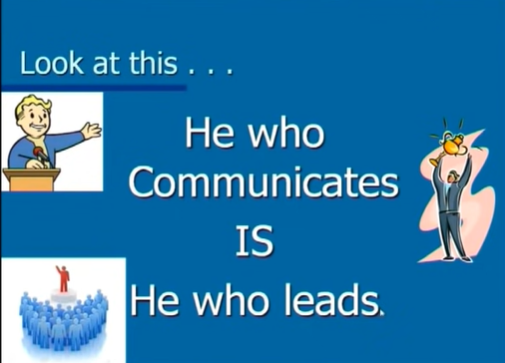 Look at this . . .
He who
Communicates
IS
He who leads.